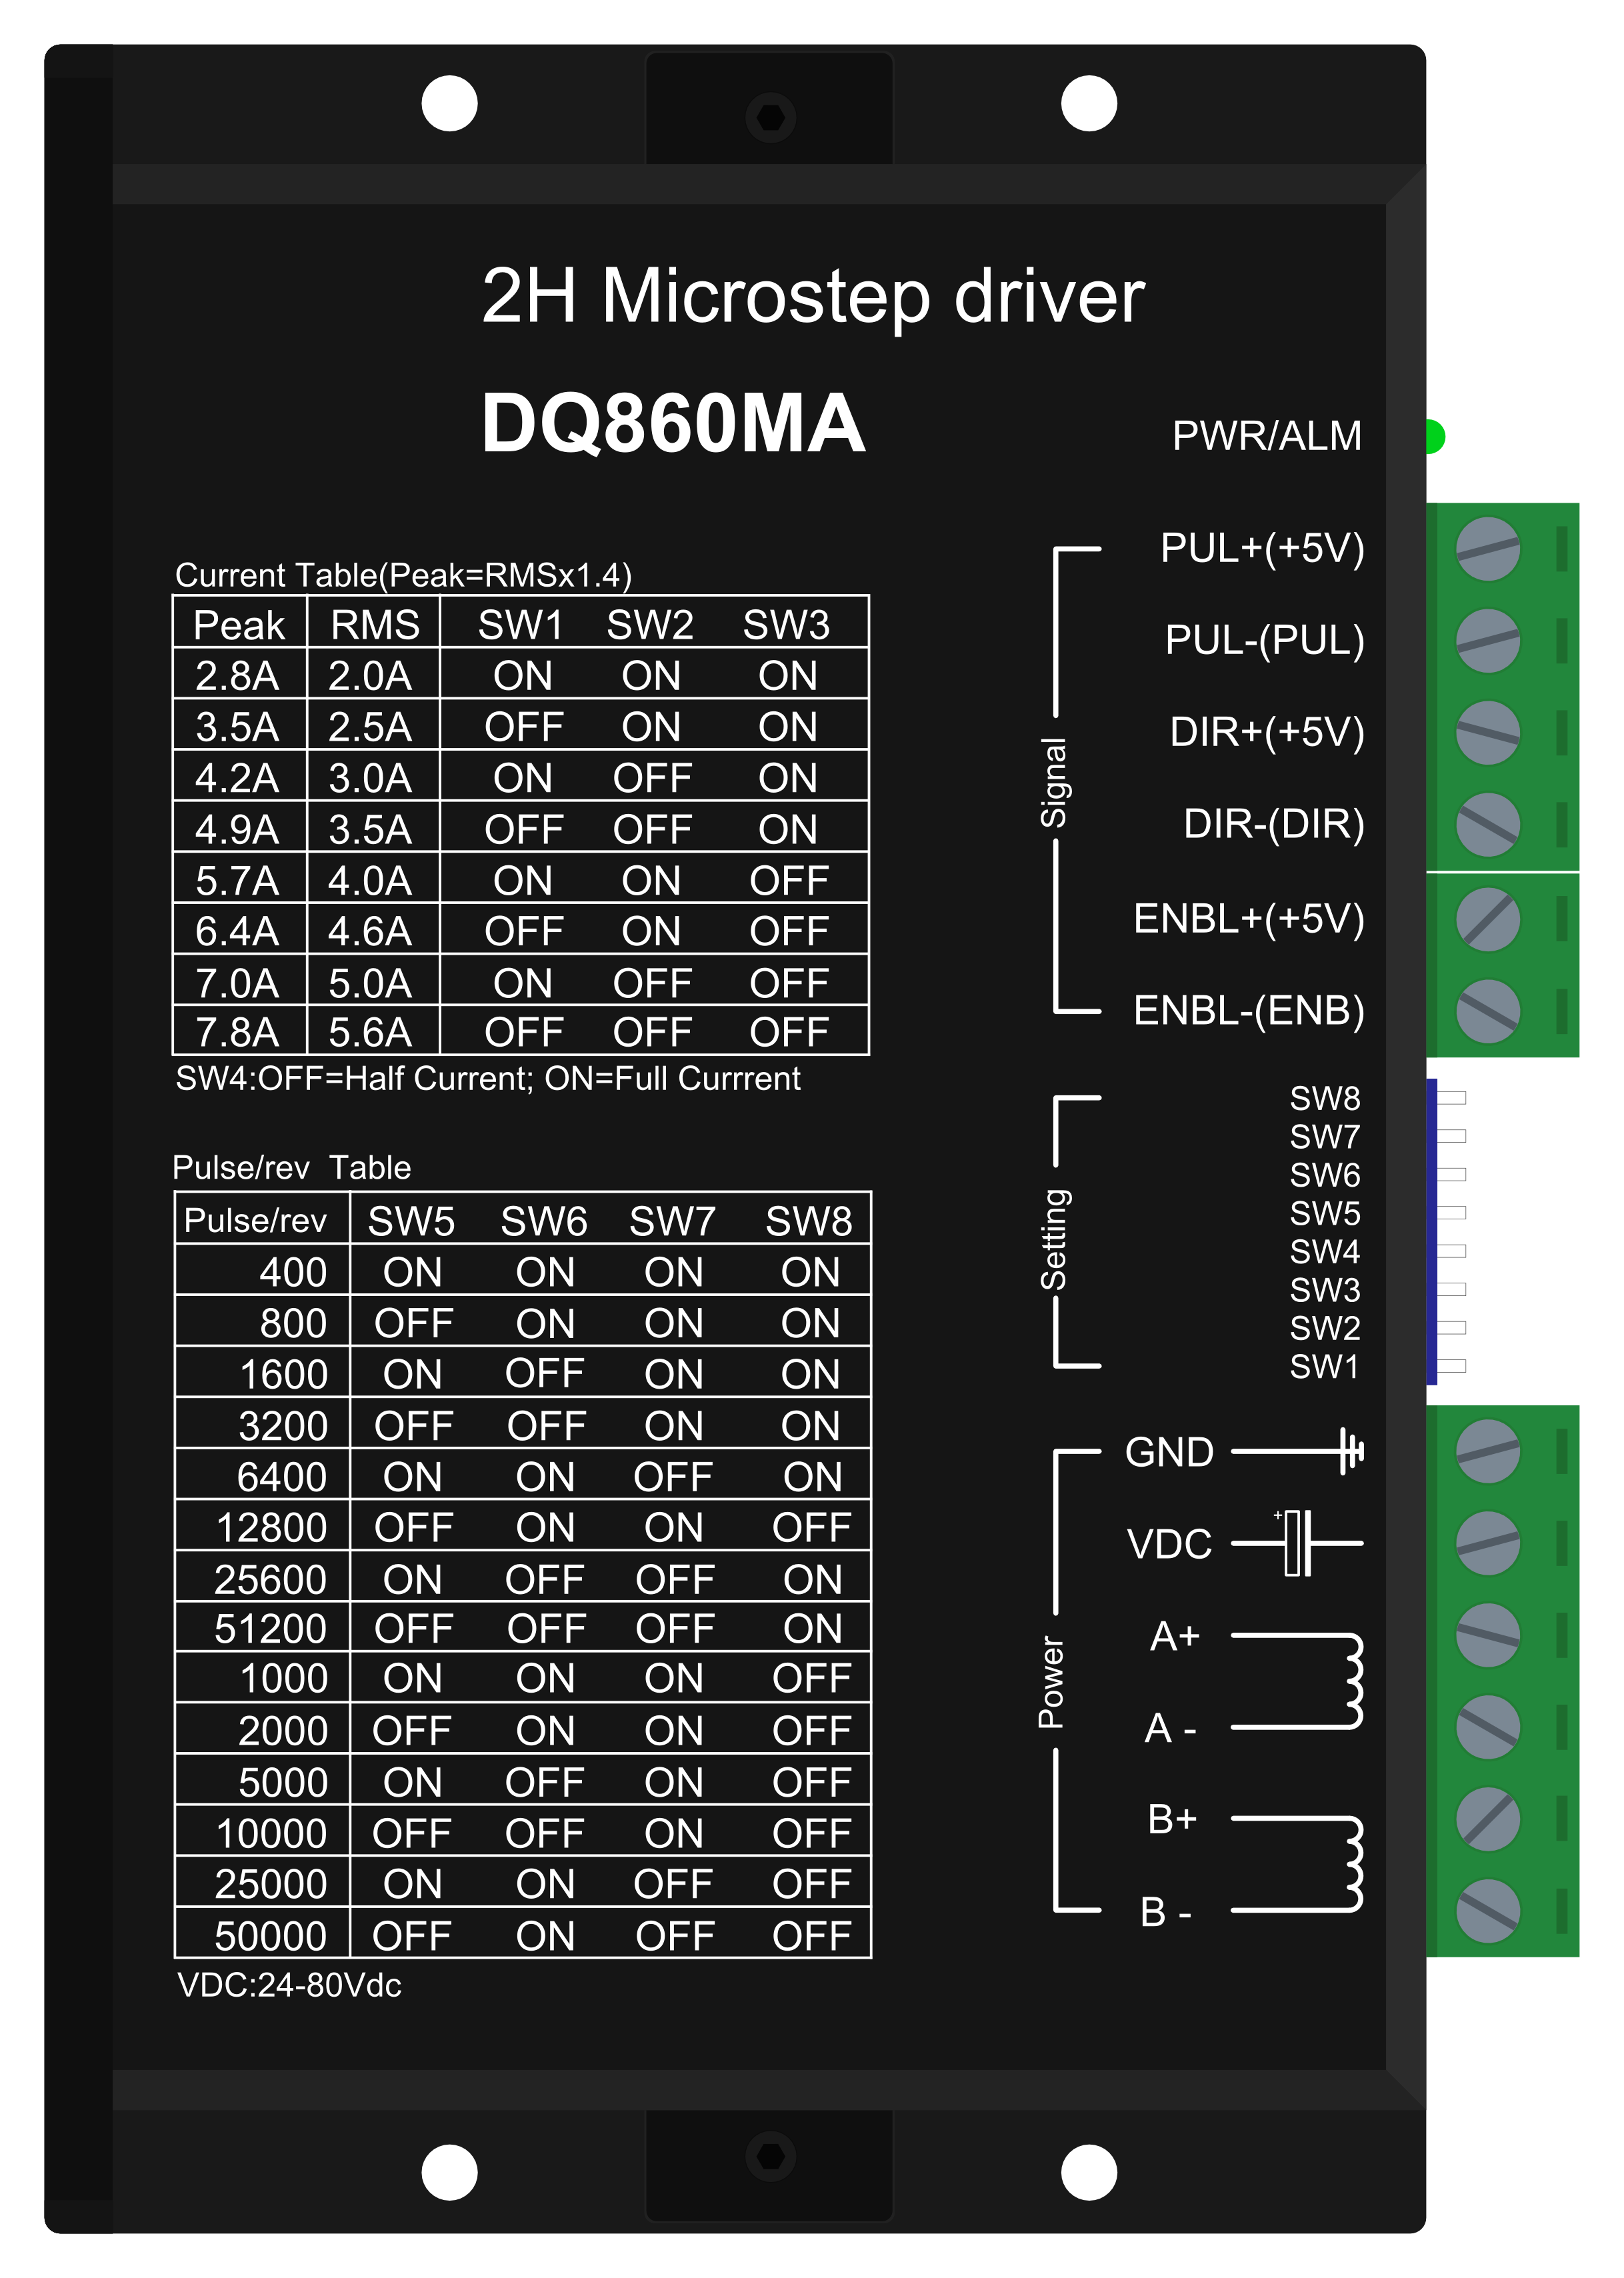 2H Microstep driver
DQ860MA
Current Table(Peak=RMSx1.4)
Peak RMS SW1 SW2 SW3
2.8A 2.0A ON ON ON
3.5A 2.5A OFF ON ON
4.2A 3.0A ON OFF ON
4.9A 3.5A OFF OFF ON
5.7A 4.0A ON ON OFF
6.4A 4.6A OFF ON OFF
7.0A 5.0A ON OFF OFF
7.8A 5.6A OFF OFF OFF
SW4:OFF=Half Current; ON=Full Currrent
Pulse/rev Table
Pulse/rev SW5 SW6 SW7 SW8
400 ON ON ON ON
800 OFF ON ON ON
1600 ON OFF ON ON
3200 OFF OFF ON ON
6400 ON ON OFF ON
12800 OFF ON ON OFF
25600 ON OFF OFF ON
51200 OFF OFF OFF ON
1000 ON ON ON OFF
2000 OFF ON ON OFF
5000 ON OFF ON OFF
10000 OFF OFF ON OFF
25000 ON ON OFF OFF
50000 OFF ON OFF OFF
VDC:24-80Vdc
PWR/ALM
Signal
PUL+(+5V)
PUL-(PUL)
DIR+(+5V)
DIR-(DIR)
ENBL+(+5V)
ENBL-(ENB)
Setting
SW8
SW7
SW6
SW5
SW4
SW3
SW2
SW1
Power
GND
VDC +
A+
A -
B+
B -